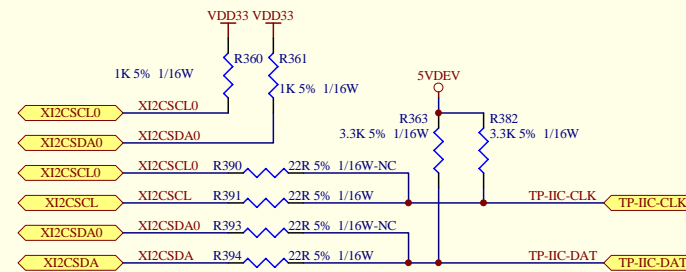 VDD33 VDD33
R360 R361
1K 5% 1/16W
1K 5% 1/16W
5VDEV
XI2CSCL0 XI2CSCL0
R363 R382
3.3K 5% 1/16W 3.3K 5% 1/16W
XI2CSDA0 XI2CSDA0
XI2CSCL0 XI2CSCL0 R390 22R 5% 1/16W-NC
XI2CSCL XI2CSCL R391 22R 5% 1/16W TP-IIC-CLK TP-IIC-CLK
XI2CSDA0 XI2CSDA0 R393 22R 5% 1/16W-NC
XI2CSDA XI2CSDA R394 22R 5% 1/16W TP-IIC-DAT TP-IIC-DAT